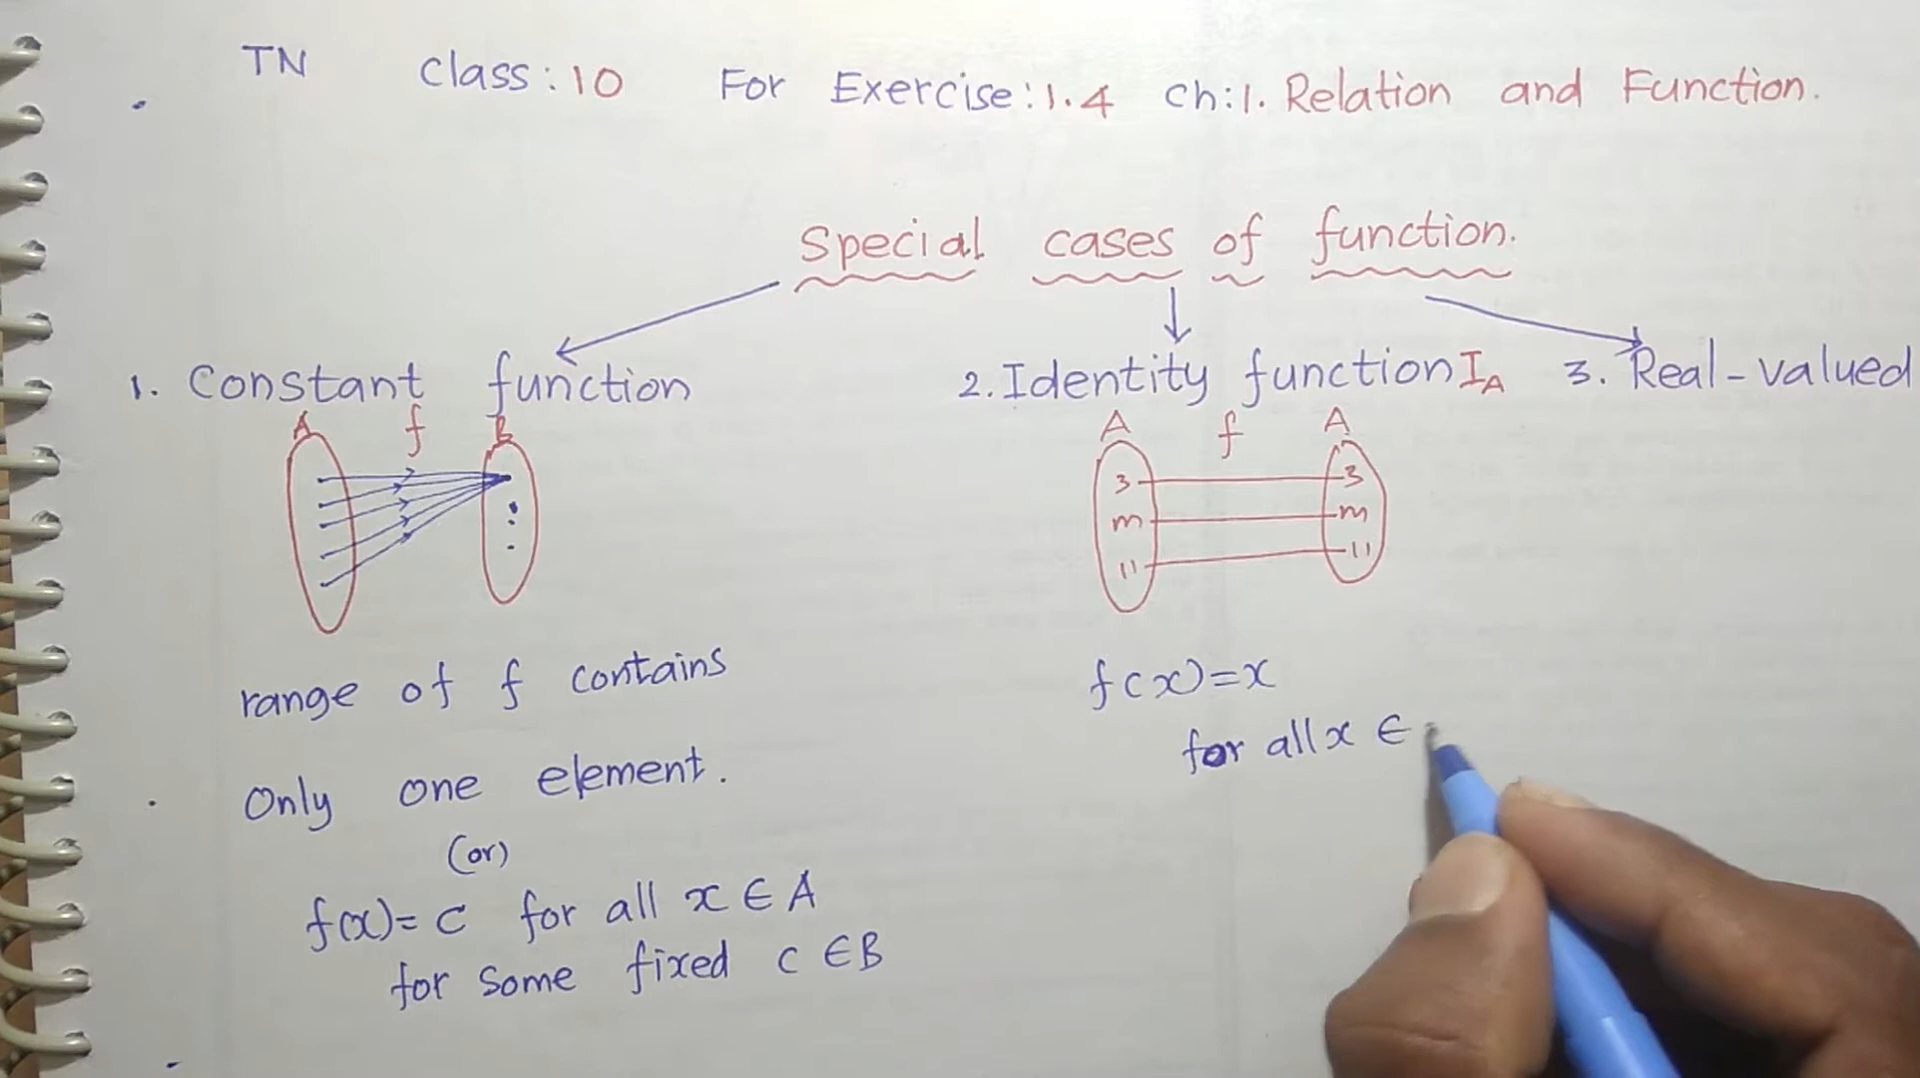 TN Class: 10 For Exercise: 1.4 Ch:1. Relation and Function.
Special cases of function.
1. Constant function
A f B
range of f contains
Only one element.
(or)
f(x)= C for all x ∈ A
for some fixed c ∈B
2. Identity function I_A
A f A
3 3
m m
11 11
f(x)=x
for all x ∈
3. Real-valued